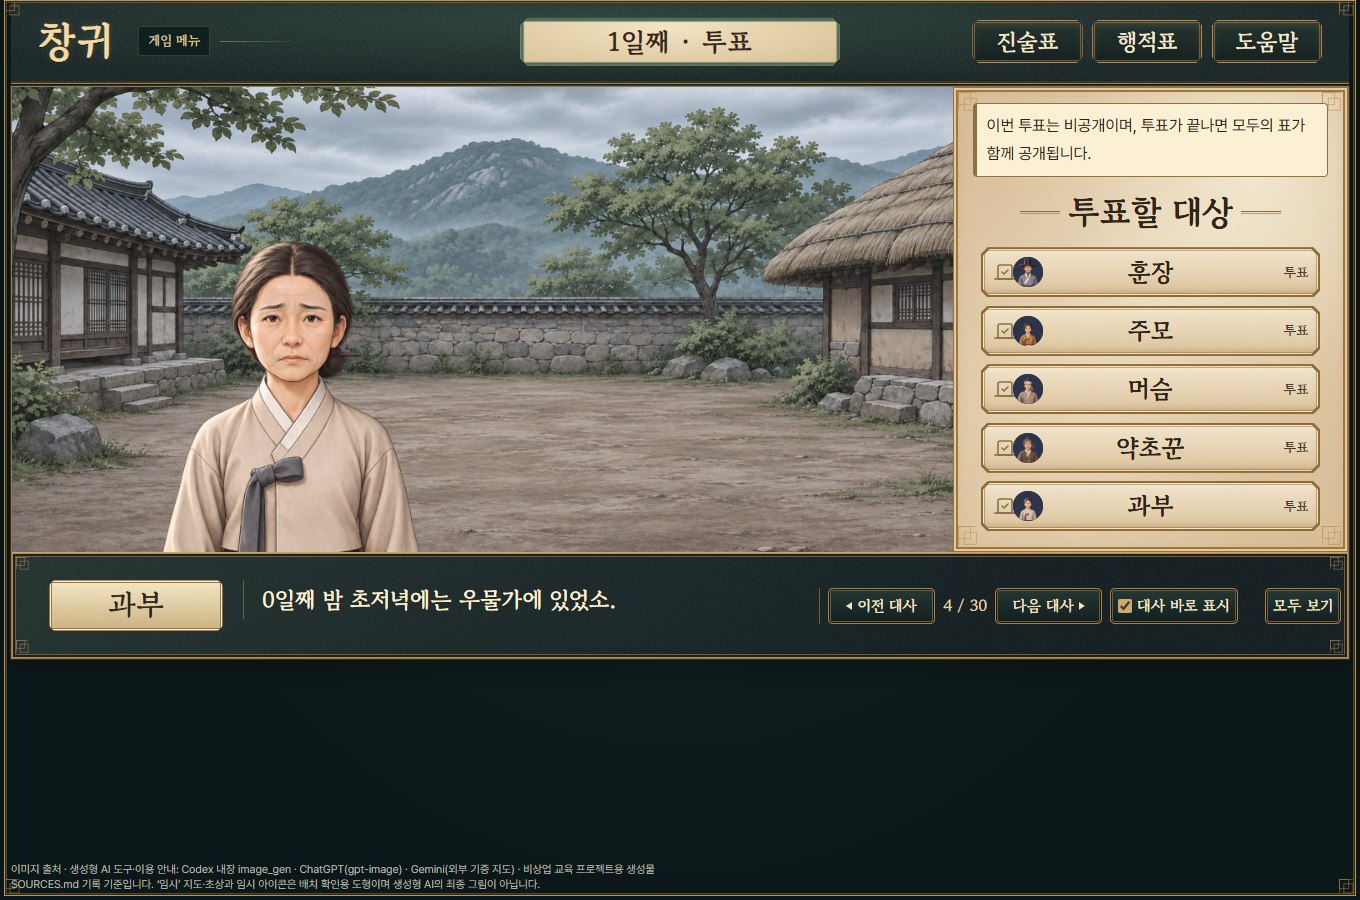 창귀
게임 메뉴
1일째 · 투표
진술표
행적표
도움말
이번 투표는 비공개이며, 투표가 끝나면 모두의 표가
함께 공개됩니다.
투표할 대상
훈장 투표
주모 투표
머슴 투표
약초꾼 투표
과부 투표
과부
0일째 밤 초저녁에는 우물가에 있었소.
이전 대사
4 / 30
다음 대사
대사 바로 표시
모두 보기
이미지 출처 · 생성형 AI 도구·이용 안내: Codex 내장 image_gen · ChatGPT(gpt-image) · Gemini(외부 기증 지도) · 비상업 교육 프로젝트용 생성물
SOURCES.md 기록 기준입니다. ‘임시’ 지도·초상과 임시 아이콘은 배치 확인용 도형이며 생성형 AI의 최종 그림이 아닙니다.